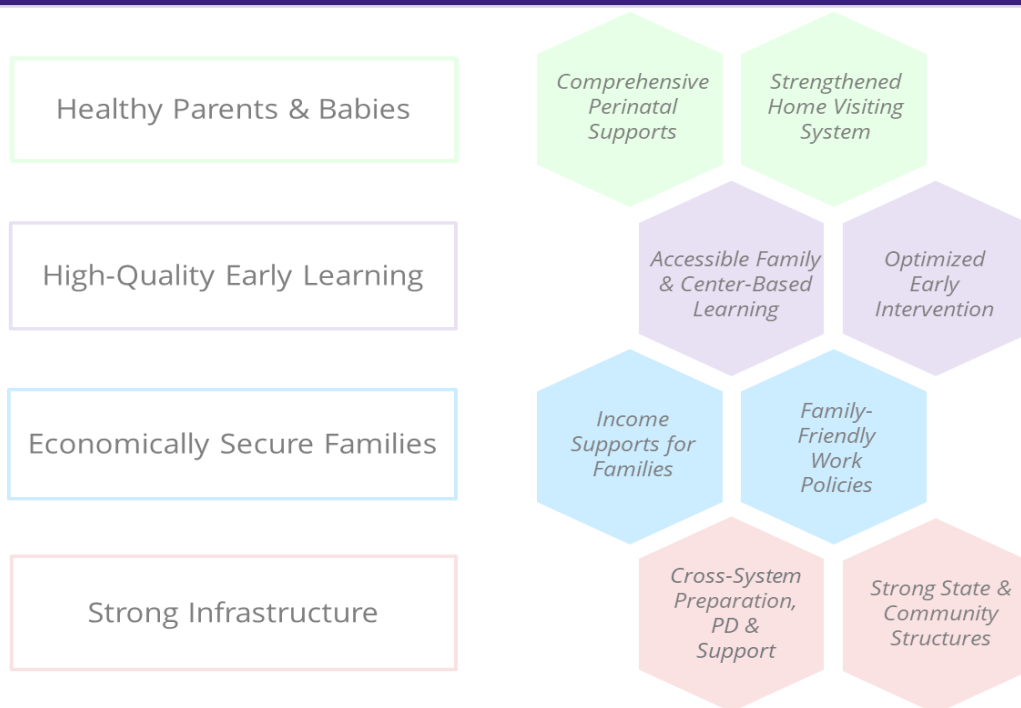 Healthy Parents & Babies
Comprehensive
Perinatal
Supports
Strengthened
Home Visiting
System
High-Quality Early Learning
Accessible Family
& Center-Based
Learning
Optimized
Early
Intervention
Economically Secure Families
Income
Supports for
Families
Family-
Friendly
Work
Policies
Strong Infrastructure
Cross-System
Preparation,
PD &
Support
Strong State &
Community
Structures